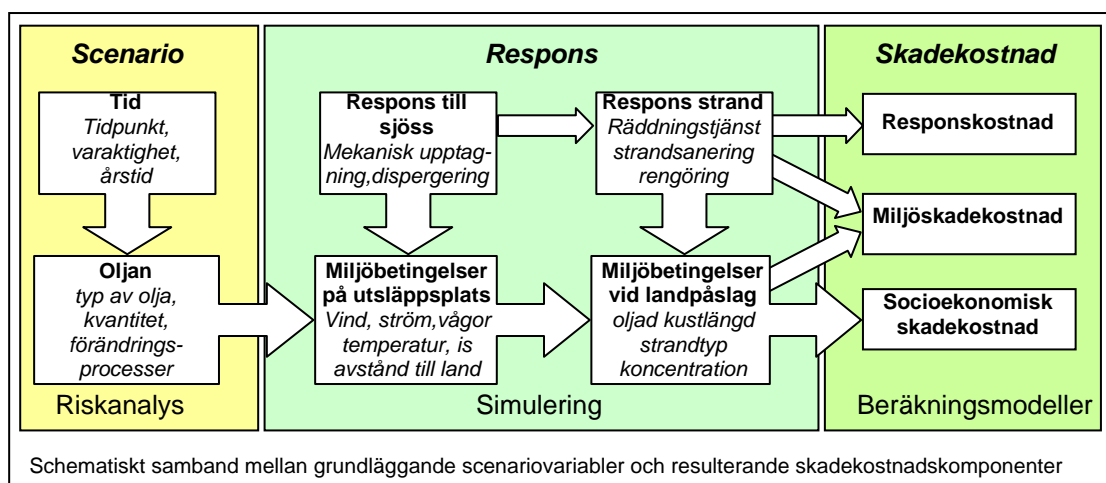 Scenario
Tid
Tidpunkt,
varaktighet,
årstid
Oljan
typ av olja,
kvantitet,
förändrings-
processer
Riskanalys
Respons
Respons till
sjöss
Mekanisk upptag-
ning,dispergering
Respons strand
Räddningstjänst
strandsanering
rengöring
Miljöbetingelser
på utsläppsplats
Vind, ström,vågor
temperatur, is
avstånd till land
Miljöbetingelser
vid landpåslag
oljad kustlängd
strandtyp
koncentration
Simulering
Skadekostnad
Responskostnad
Miljöskadekostnad
Socioekonomisk
skadekostnad
Beräkningsmodeller
Schematiskt samband mellan grundläggande scenariovariabler och resulterande skadekostnadskomponenter